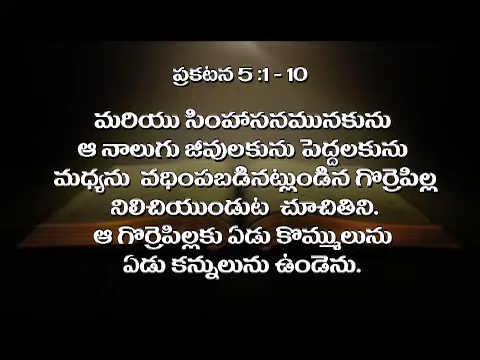 ప్రకటన 5 :1 - 10
మరియు సింహాసనమునకును
ఆ నాలుగు జీవులకును పెద్దలకును
మధ్యను వధింపబడినట్లుండిన గొర్రెపిల్ల
నిలిచియుండుట చూచితిని.
ఆ గొర్రెపిల్లకు ఏడు కొమ్ములును
ఏడు కన్నులును ఉండెను.